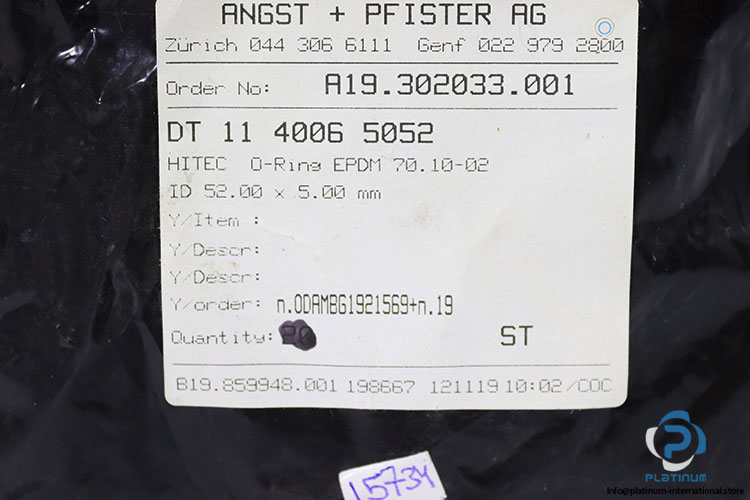 ANGST + PFISTER AG
Zürich 044 306 6111 Genf 022 979 2800
Order No: A19.302033.001
DT 11 4006 5052
HITEC O-Ring EPDM 70.10-02
ID 52.00 x 5.00 mm
Y/Item :
Y/Descr:
Y/Descr:
Y/order: n.ODAMBG1921569+n.19
Quantity: ST
B19.859948.001 198667 121119 10:02 /COC
15734
PLATINUM
Info@platinum-international.store